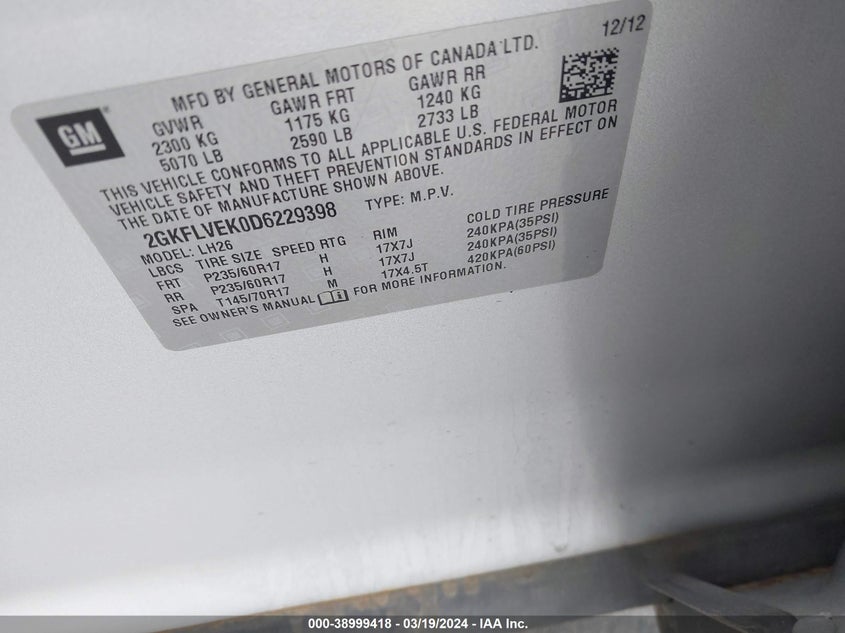 12/12
MFD BY GENERAL MOTORS OF CANADA LTD.
GM
GVWR GAWR FRT GAWR RR
2300 KG 1175 KG 1240 KG
5070 LB 2590 LB 2733 LB
THIS VEHICLE CONFORMS TO ALL APPLICABLE U.S. FEDERAL MOTOR
VEHICLE SAFETY AND THEFT PREVENTION STANDARDS IN EFFECT ON
THE DATE OF MANUFACTURE SHOWN ABOVE.
2GKFLVEK0D6229398 TYPE: M.P.V.
MODEL: LH26
LBCS TIRE SIZE SPEED RTG RIM COLD TIRE PRESSURE
FRT P235/60R17 H 17X7J 240KPA(35PSI)
RR P235/60R17 H 17X7J 240KPA(35PSI)
SPA T145/70R17 M 17X4.5T 420KPA(60PSI)
SEE OWNER'S MANUAL FOR MORE INFORMATION.
000-38999418 - 03/19/2024 - IAA Inc.